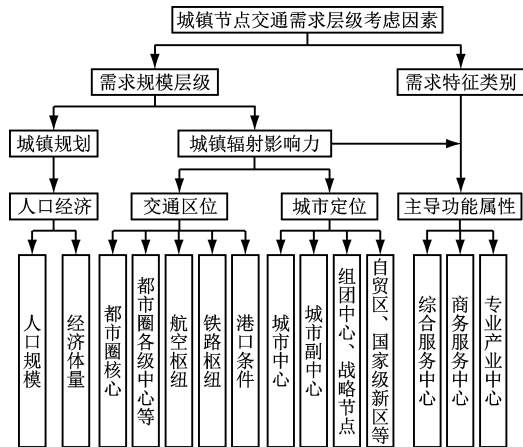 城镇节点交通需求层级考虑因素
需求规模层级
需求特征类别
城镇规划
城镇辐射影响力
人口经济
交通区位
城市定位
主导功能属性
人口规模
经济体量
都市圈核心
都市圈各级中心等
航空枢纽
铁路枢纽
港口条件
城市中心
城市副中心
组团中心、战略节点
自贸区、国家级新区等
综合服务中心
商务服务中心
专业产业中心